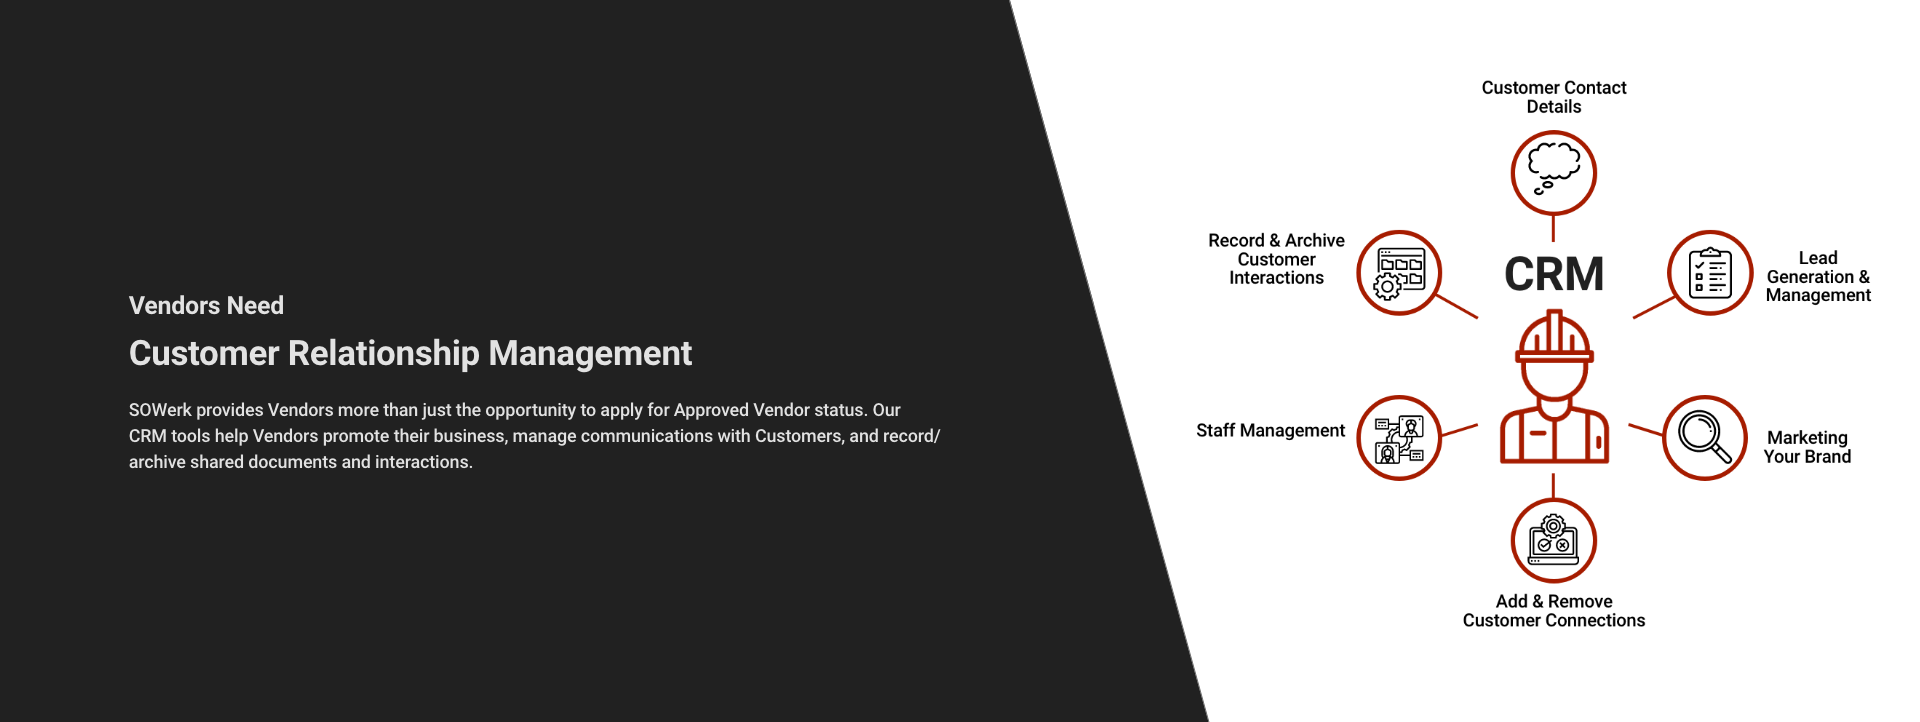 Vendors Need
Customer Relationship Management
SOWerk provides Vendors more than just the opportunity to apply for Approved Vendor status. Our
CRM tools help Vendors promote their business, manage communications with Customers, and record/
archive shared documents and interactions.
Customer Contact
Details
Record & Archive
Customer
Interactions
CRM
Lead
Generation &
Management
Staff Management
Marketing
Your Brand
Add & Remove
Customer Connections